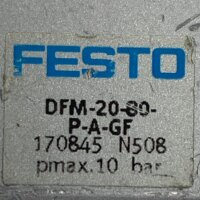 FESTO
DFM-20-80-
P-A-GF
170845 N508
pmax.10 bar